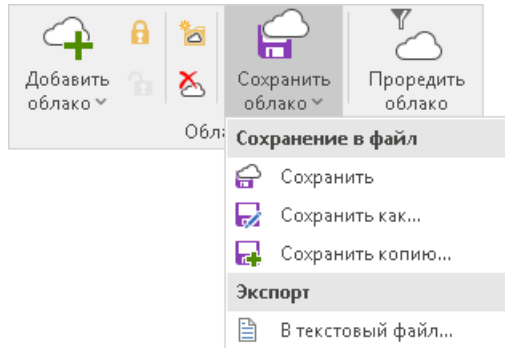 Добавить
облако
Сохранить
облако
Проредить
облако
Обла
Сохранение в файл
Сохранить
Сохранить как...
Сохранить копию...
Экспорт
В текстовый файл...